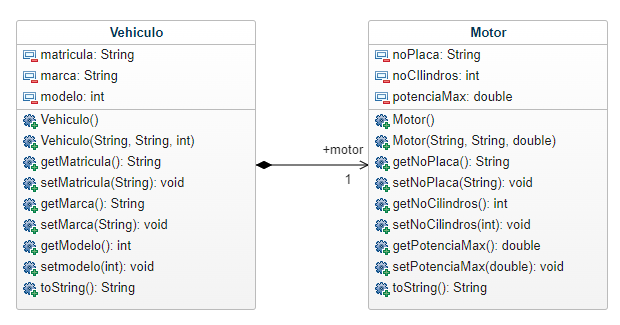 Vehiculo
matricula: String
marca: String
modelo: int
Vehiculo()
Vehiculo(String, String, int)
getMatricula(): String
setMatricula(String): void
getMarca(): String
setMarca(String): void
getModelo(): int
setmodelo(int): void
toString(): String
+motor
1
Motor
noPlaca: String
noCIlindros: int
potenciaMax: double
Motor()
Motor(String, String, double)
getNoPlaca(): String
setNoPlaca(String): void
getNoCilindros(): int
setNoCilindros(int): void
getPotenciaMax(): double
setPotenciaMax(double): void
toString(): String